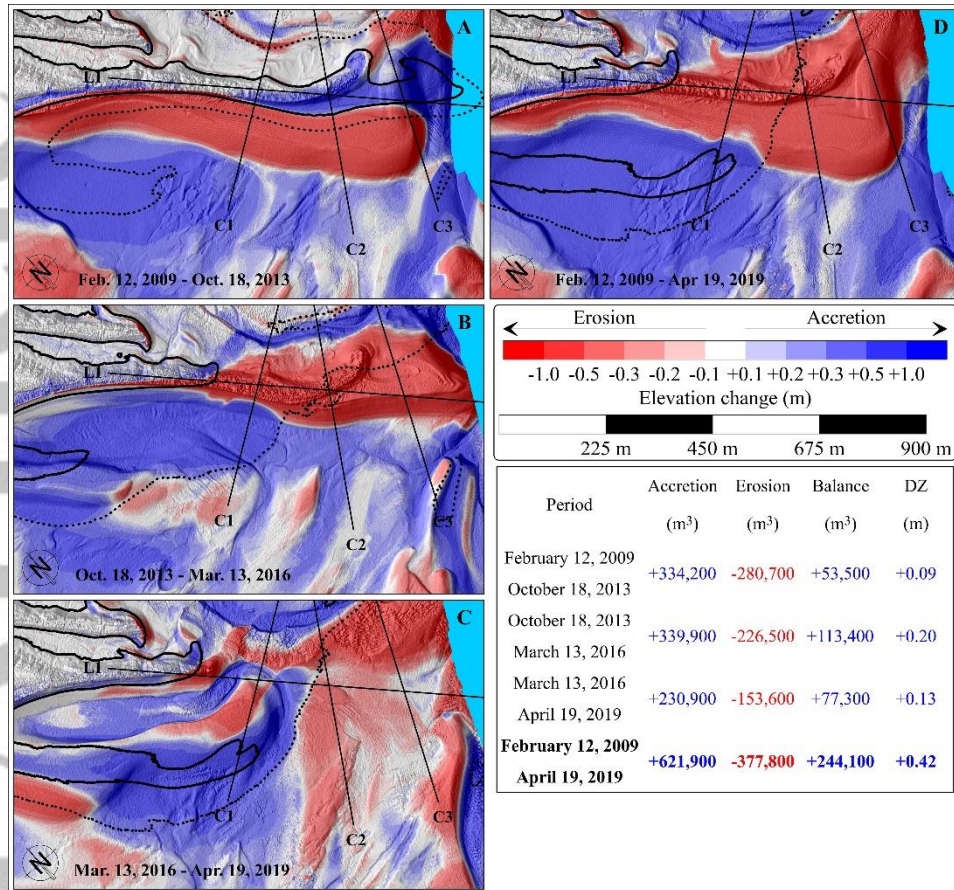 A
L1
C1
C2
C3
Feb. 12, 2009 - Oct. 18, 2013
N
D
L1
C1
C2
C3
Feb. 12, 2009 - Apr 19, 2019
N
B
L1
C1
C2
C3
Oct. 18, 2013 - Mar. 13, 2016
N
C
L1
C1
C2
C3
Mar. 13, 2016 - Apr. 19, 2019
N
Erosion Accretion
-1.0 -0.5 -0.3 -0.2 -0.1 +0.1 +0.2 +0.3 +0.5 +1.0
Elevation change (m)
225 m 450 m 675 m 900 m
Period Accretion Erosion Balance DZ
(m³) (m³) (m³) (m)
February 12, 2009
+334,200 -280,700 +53,500 +0.09
October 18, 2013
October 18, 2013
+339,900 -226,500 +113,400 +0.20
March 13, 2016
March 13, 2016
+230,900 -153,600 +77,300 +0.13
April 19, 2019
February 12, 2009
+621,900 -377,800 +244,100 +0.42
April 19, 2019